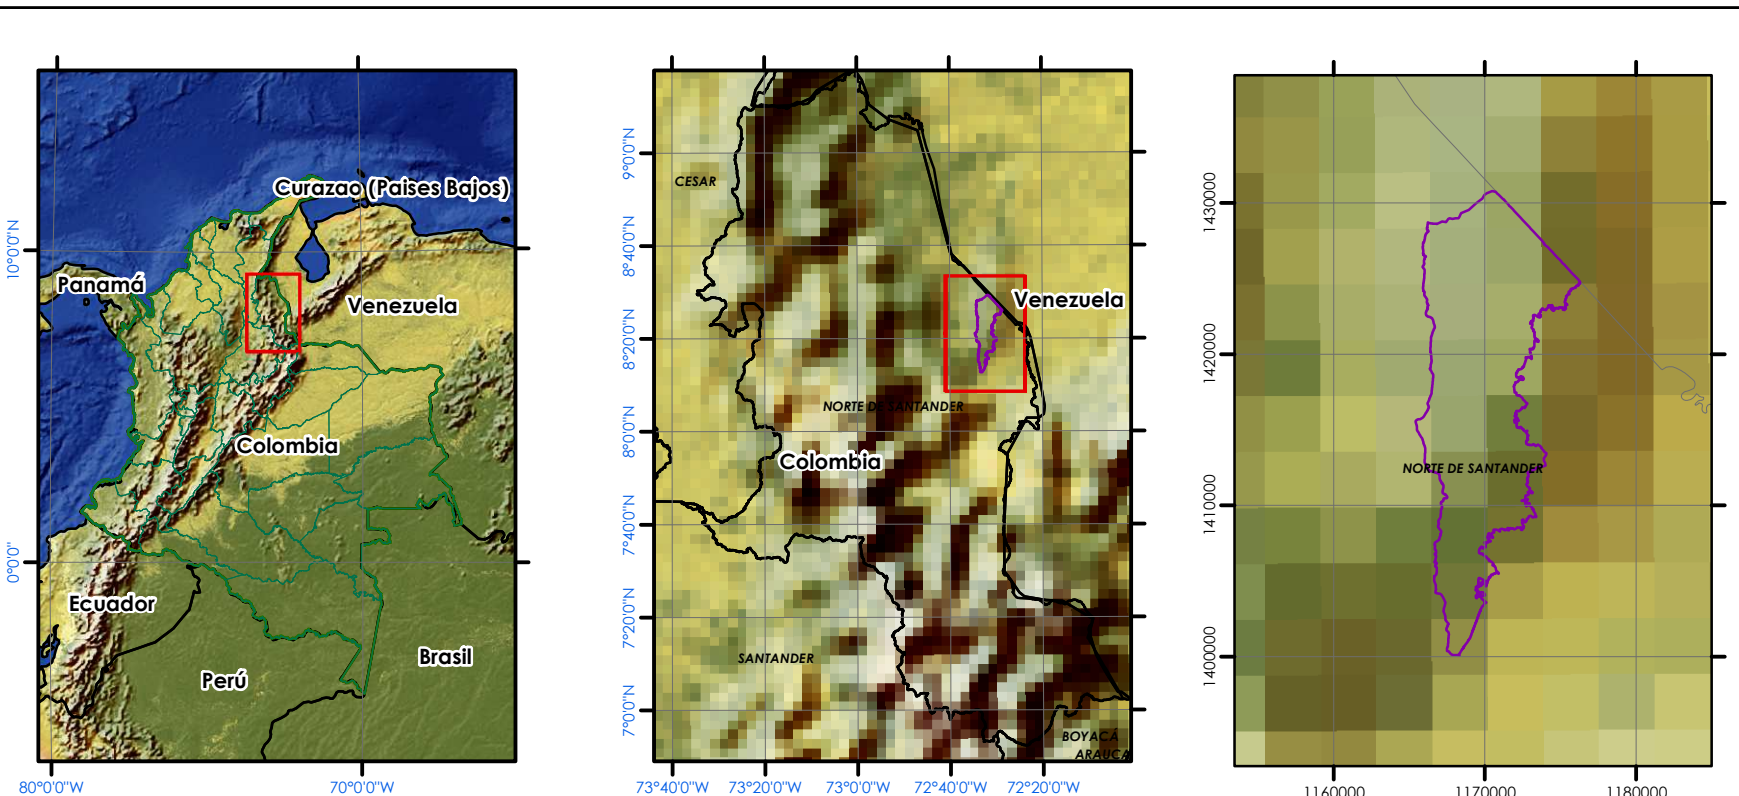 Curazao (Paises Bajos)
Panamá
Venezuela
Colombia
Ecuador
Perú
Brasil
10°0'0"N
0°0'0"
80°0'0"W
70°0'0"W
CESAR
Venezuela
NORTE DE SANTANDER
Colombia
SANTANDER
BOYACÁ
ARAUCA
9°0'0"N
8°40'0"N
8°20'0"N
8°0'0"N
7°40'0"N
7°20'0"N
7°0'0"N
73°40'0"W
73°20'0"W
73°0'0"W
72°40'0"W
72°20'0"W
NORTE DE SANTANDER
1430000
1420000
1410000
1400000
1160000
1170000
1180000